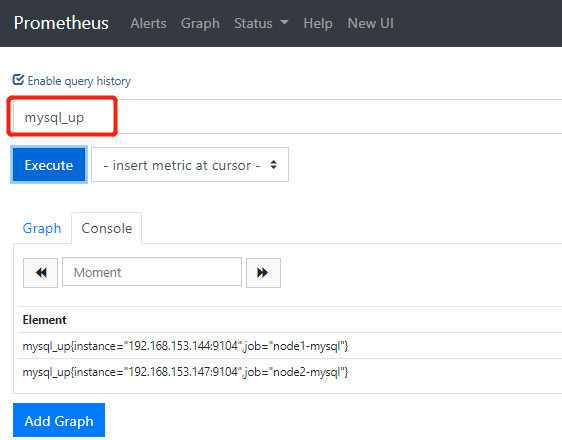 Prometheus Alerts Graph Status Help New UI
Enable query history
mysql_up
Execute - insert metric at cursor -
Graph Console
Moment
Element
mysql_up{instance="192.168.153.144:9104",job="node1-mysql"}
mysql_up{instance="192.168.153.147:9104",job="node2-mysql"}
Add Graph